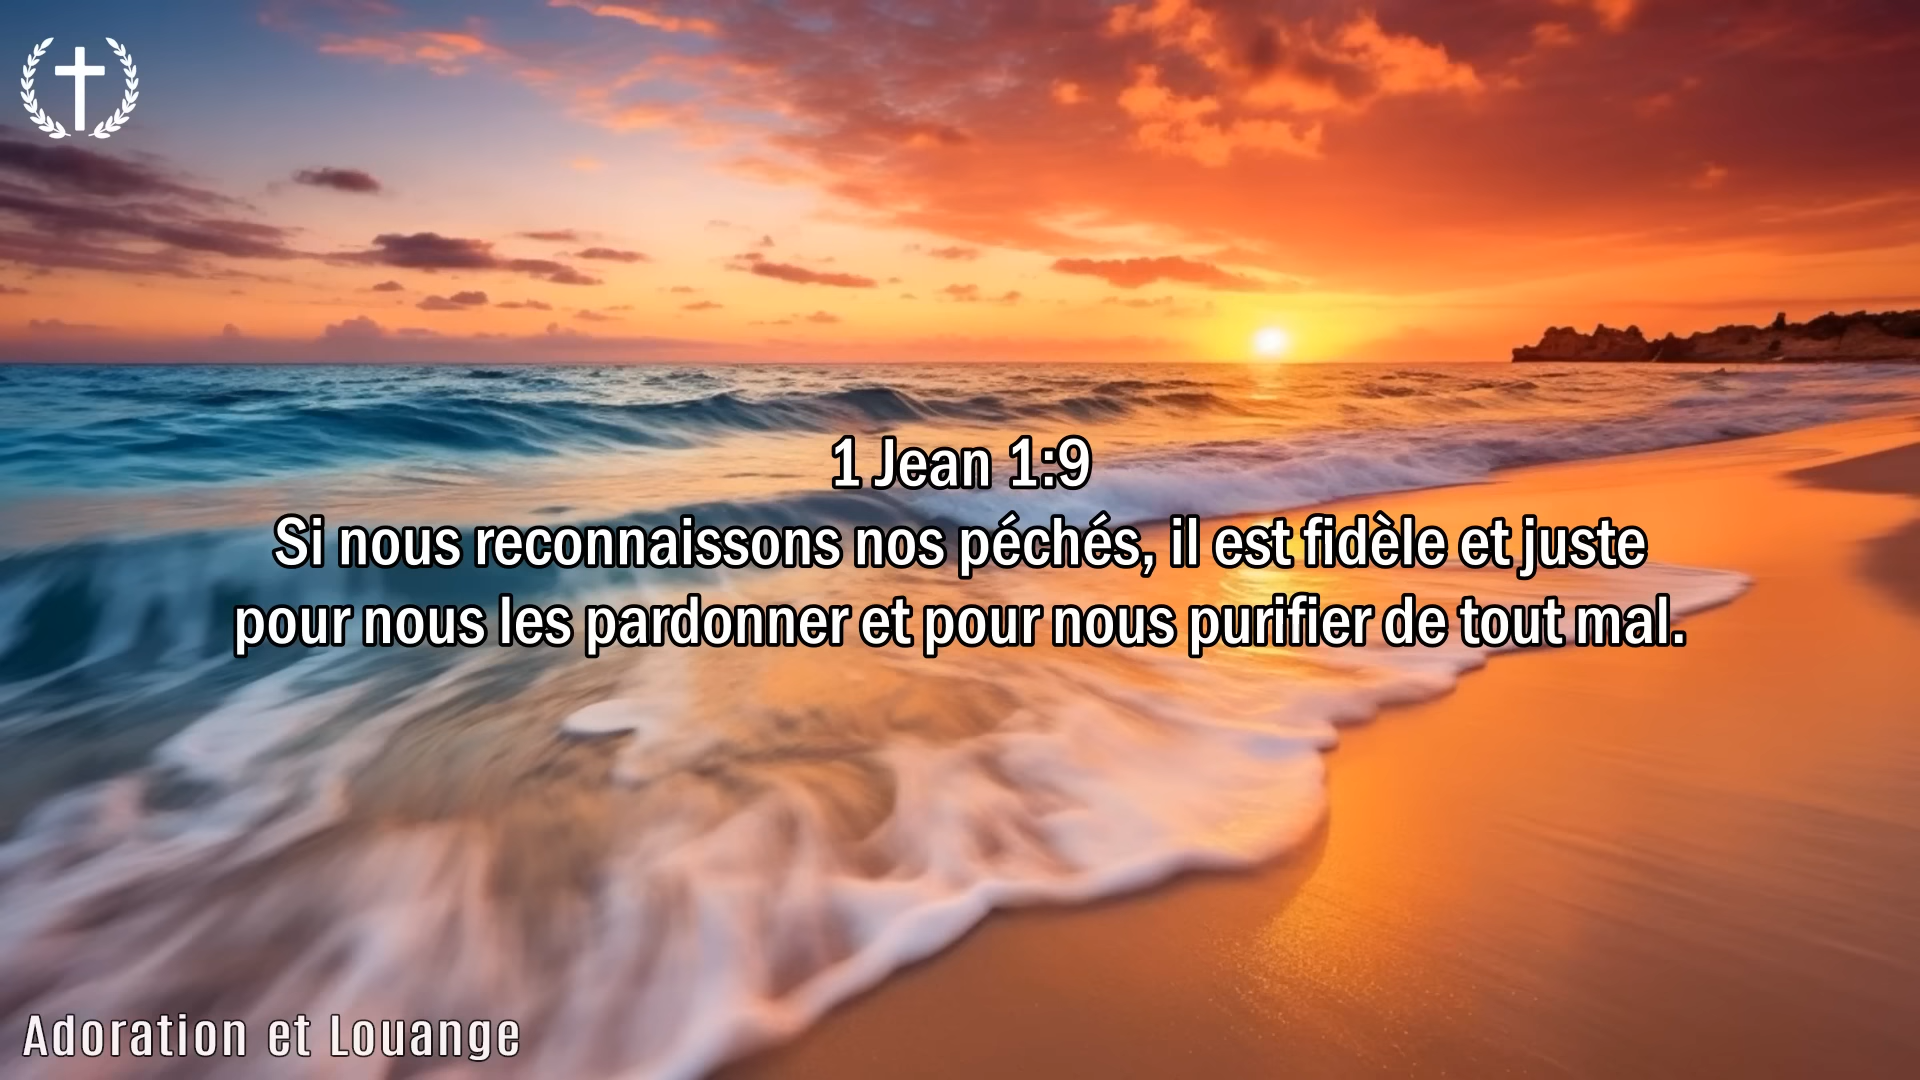 1 Jean 1:9
Si nous reconnaissons nos péchés, il est fidèle et juste
pour nous les pardonner et pour nous purifier de tout mal.
Adoration et Louange